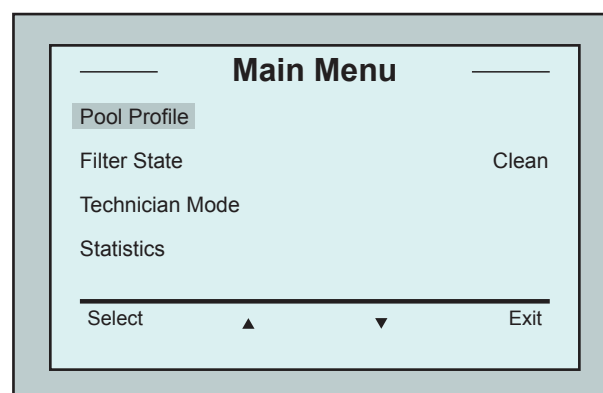 Main Menu
Pool Profile
Filter State Clean
Technician Mode
Statistics
Select ▲ ▼ Exit